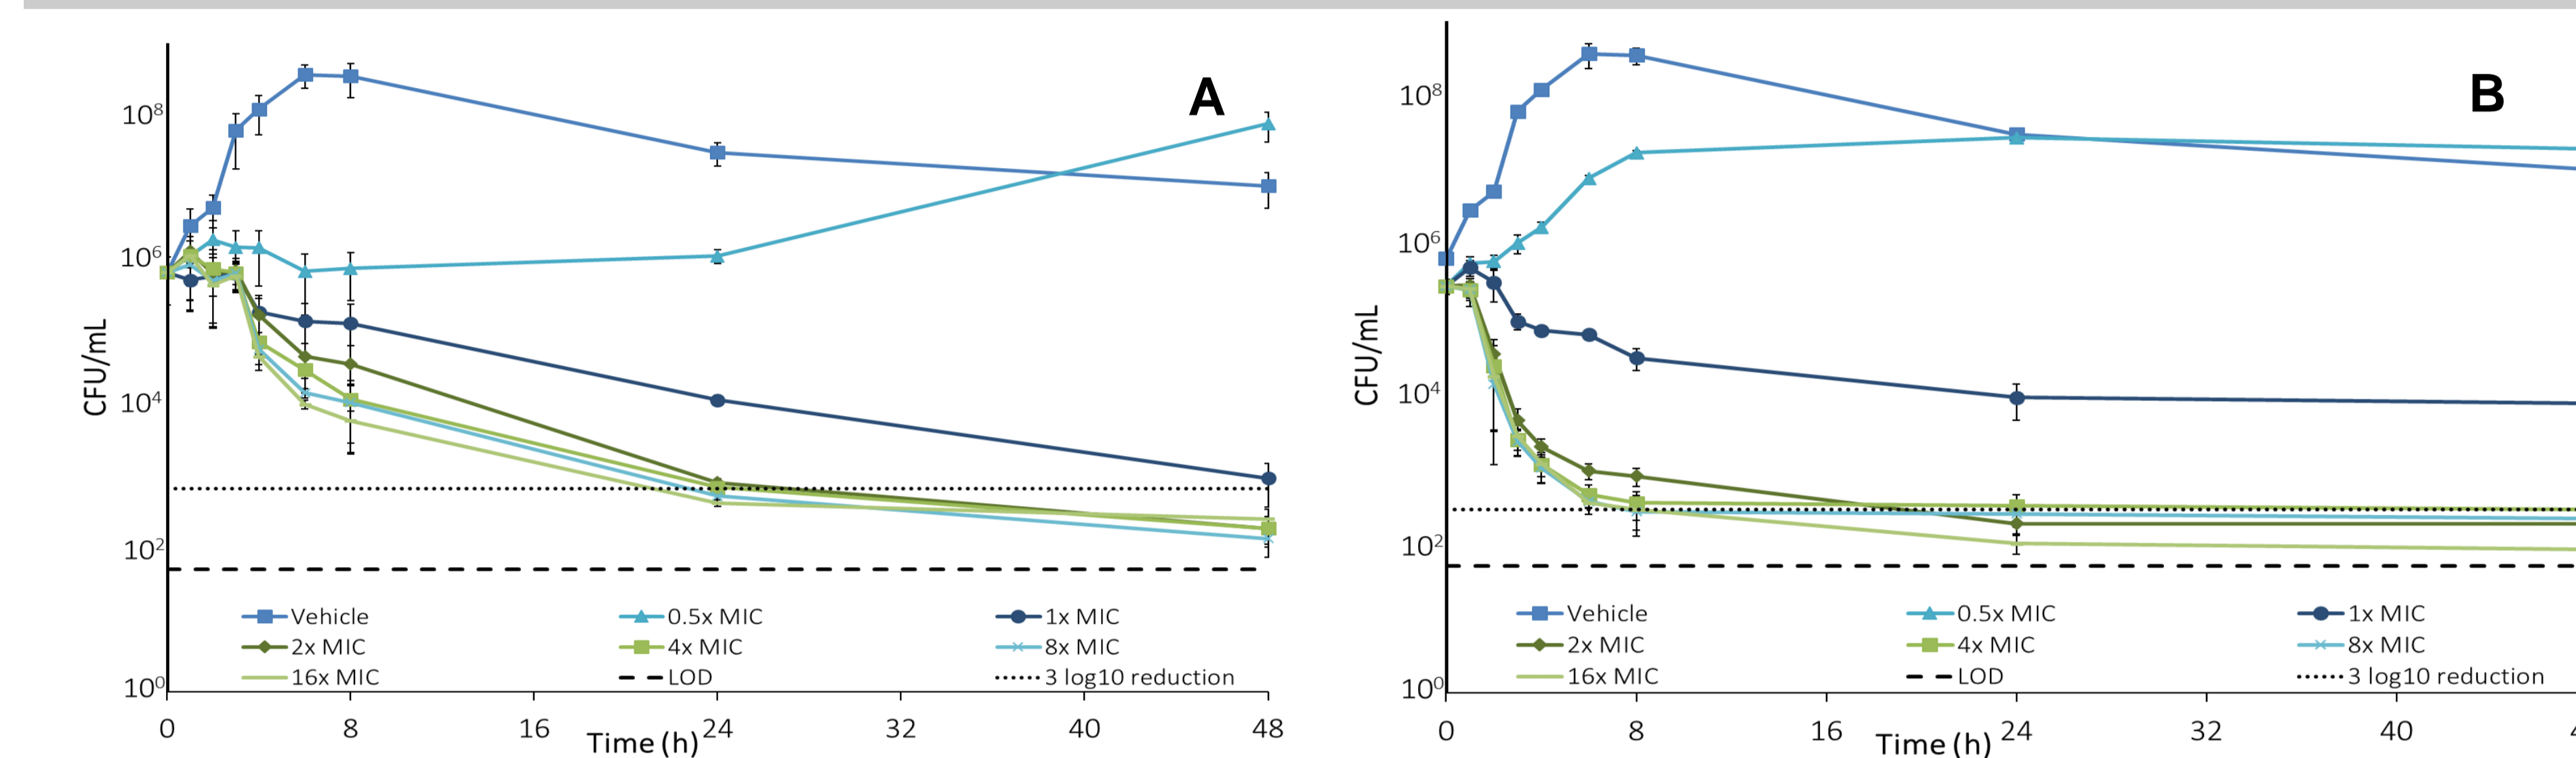 A
10⁸
10⁶
10⁴
10²
10⁰
CFU/mL
Vehicle 0.5x MIC 1x MIC
2x MIC 4x MIC 8x MIC
16x MIC LOD 3 log10 reduction
0 8 16 24 32 40 48
Time (h)
B
10⁸
10⁶
10⁴
10²
10⁰
CFU/mL
Vehicle 0.5x MIC 1x MIC
2x MIC 4x MIC 8x MIC
16x MIC LOD 3 log10 reduction
0 8 16 24 32 40
Time (h)